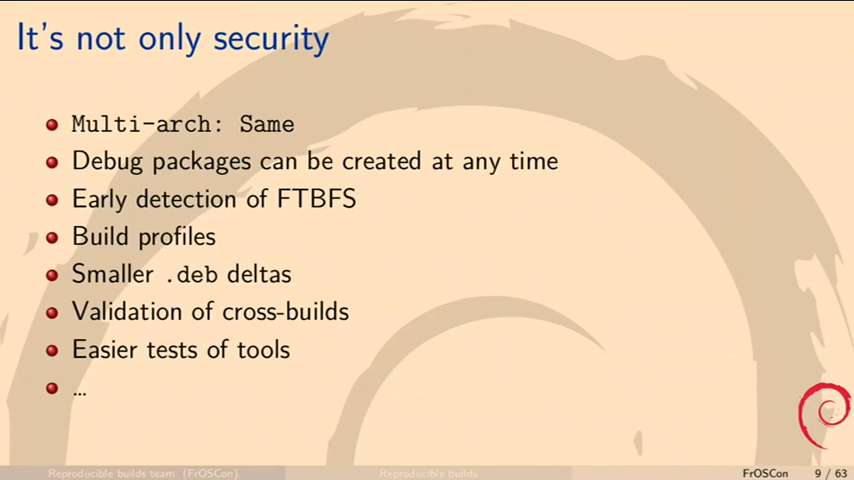 It's not only security
Multi-arch: Same
Debug packages can be created at any time
Early detection of FTBFS
Build profiles
Smaller .deb deltas
Validation of cross-builds
Easier tests of tools
…
Reproducible builds team (FrOSCon) Reproducible builds FrOSCon 9 / 63